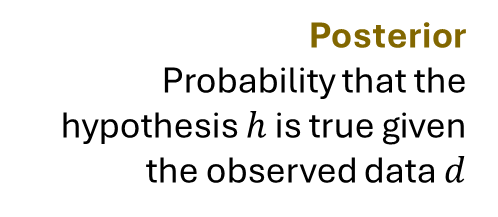 Posterior
Probability that the
hypothesis h is true given
the observed data d